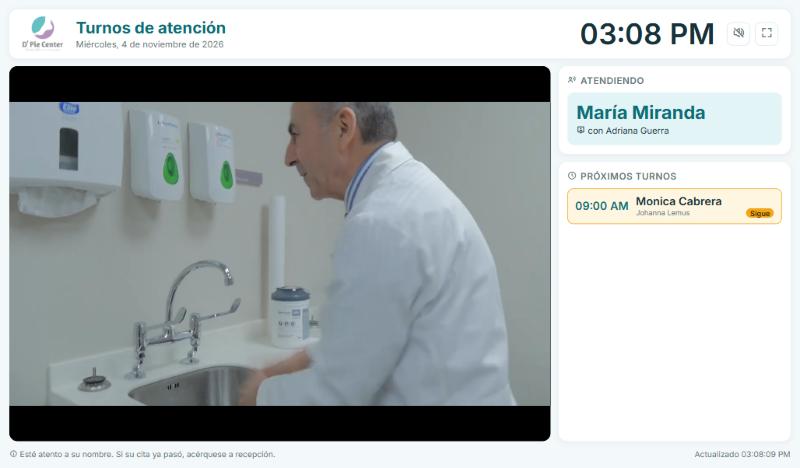 D' Pie Center
Turnos de atención
Miércoles, 4 de noviembre de 2026
03:08 PM
ATENDIENDO
María Miranda
con Adriana Guerra
PRÓXIMOS TURNOS
09:00 AM
Monica Cabrera
Johanna Lemus
Sigue
Esté atento a su nombre. Si su cita ya pasó, acérquese a recepción.
Actualizado 03:08:09 PM